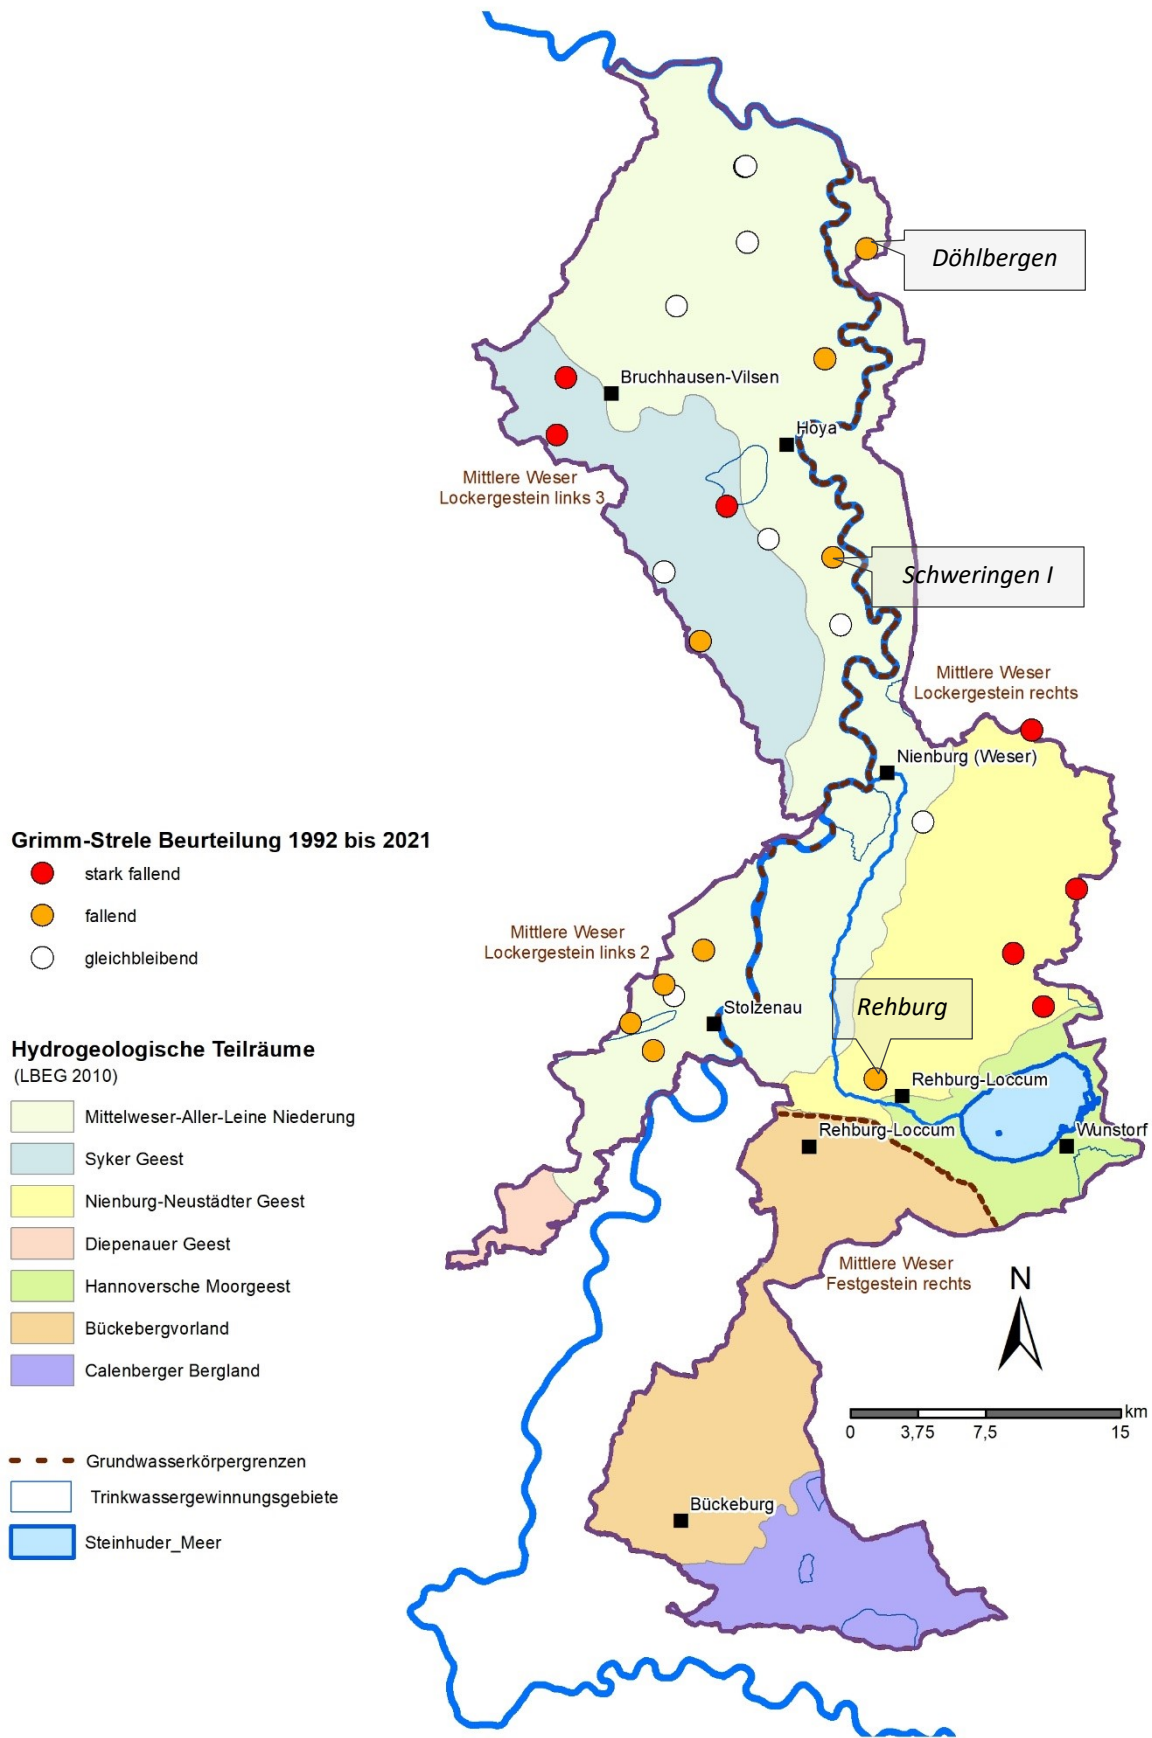 Döhlbergen
Bruchhausen-Vilsen
Hoya
Mittlere Weser
Lockergestein links 3
Schweringen I
Mittlere Weser
Lockergestein rechts
Nienburg (Weser)
Grimm-Strele Beurteilung 1992 bis 2021
stark fallend
fallend
gleichbleibend
Mittlere Weser
Lockergestein links 2
Stolzenau
Rehburg
Rehburg-Loccum
Rehburg-Loccum
Wunstorf
Hydrogeologische Teilräume
(LBEG 2010)
Mittelweser-Aller-Leine Niederung
Syker Geest
Nienburg-Neustädter Geest
Diepenauer Geest
Hannoversche Moorgeest
Bückebergvorland
Calenberger Bergland
Mittlere Weser
Festgestein rechts
N
km
0 3,75 7,5 15
Grundwasserkörpergrenzen
Trinkwassergewinnungsgebiete
Steinhuder_Meer
Bückeburg